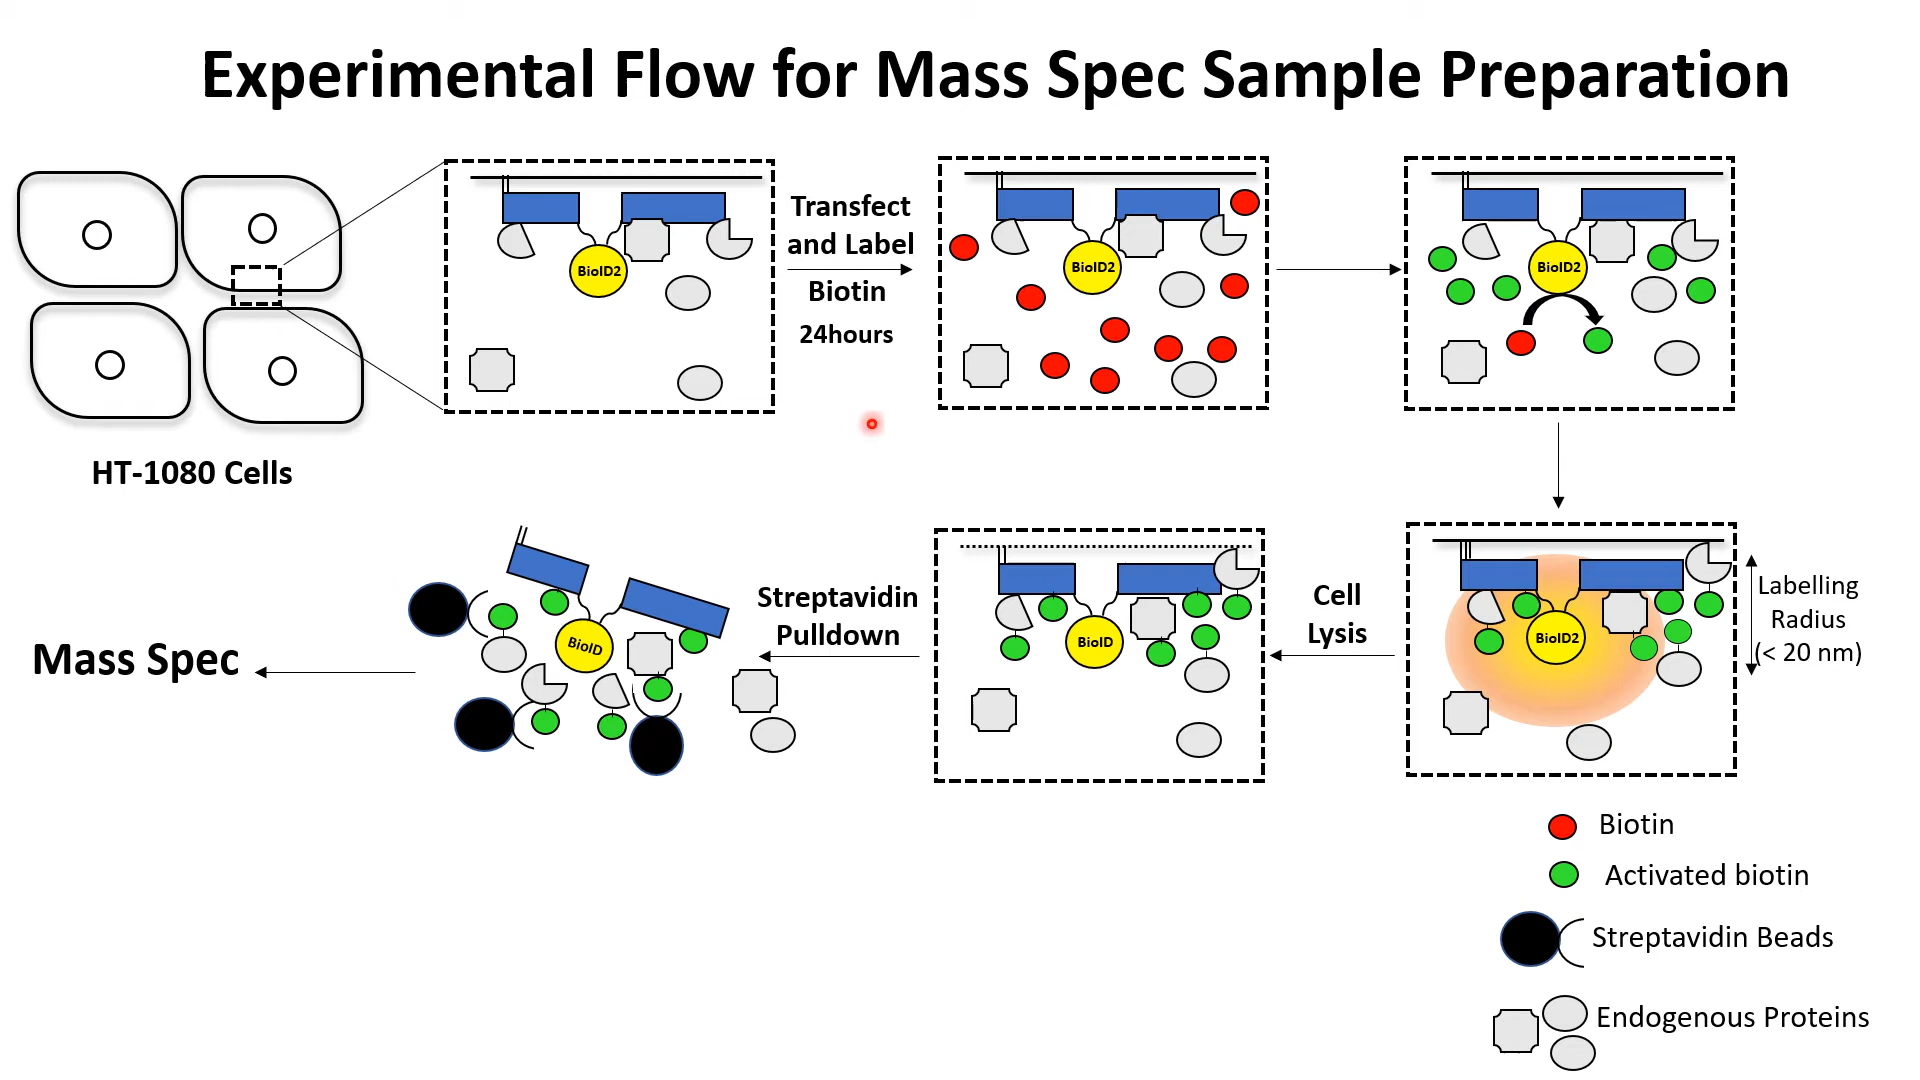 Experimental Flow for Mass Spec Sample Preparation
HT-1080 Cells
BioID2
Transfect
and Label
Biotin
24hours
BioID2
BioID2
BioID2
Labelling
Radius
(< 20 nm)
Cell
Lysis
BioID
Streptavidin
Pulldown
BioID
Mass Spec
Biotin
Activated biotin
Streptavidin Beads
Endogenous Proteins